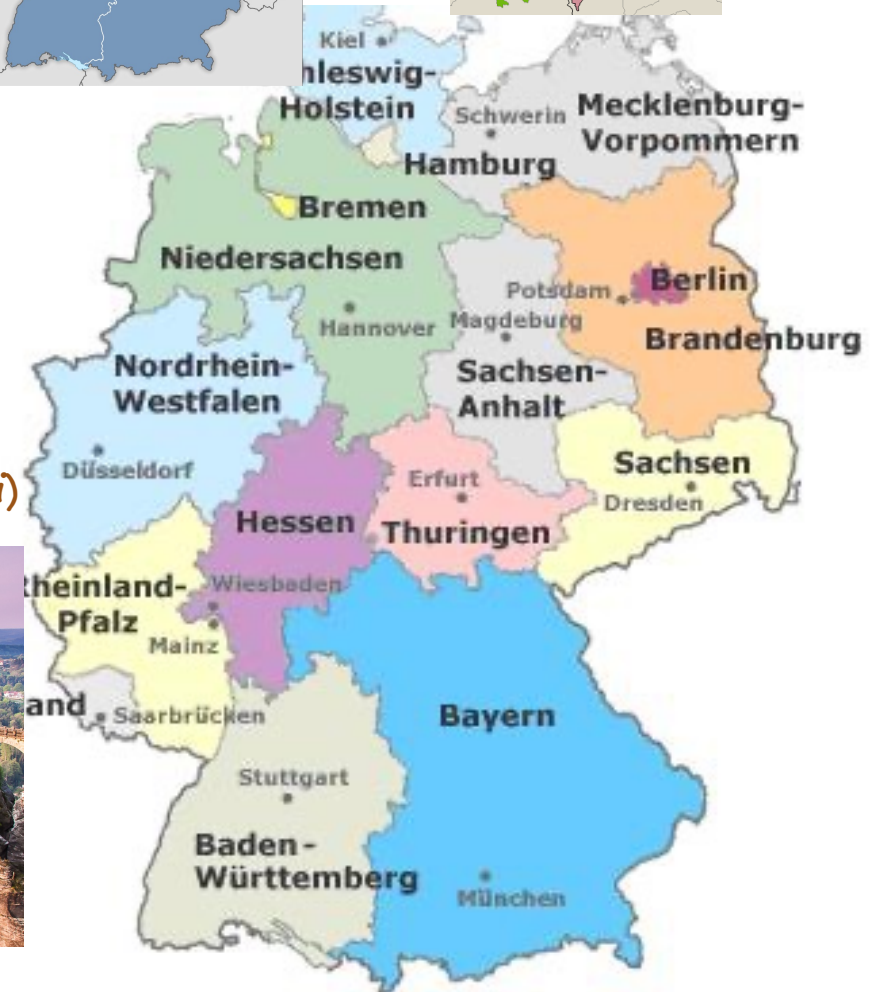 Kiel
hleswig-
Holstein
Schwerin
Mecklenburg-
Vorpommern
Hamburg
Bremen
Niedersachsen
Berlin
Potsdam
Hannover
Magdeburg
Brandenburg
Nordrhein-
Westfalen
Sachsen-
Anhalt
Düsseldorf
Erfurt
Sachsen
Dresden
Hessen
Thuringen
Wiesbaden
Rheinland-
Pfalz
Mainz
and
Saarbrücken
Bayern
Stuttgart
Baden-
Württemberg
München